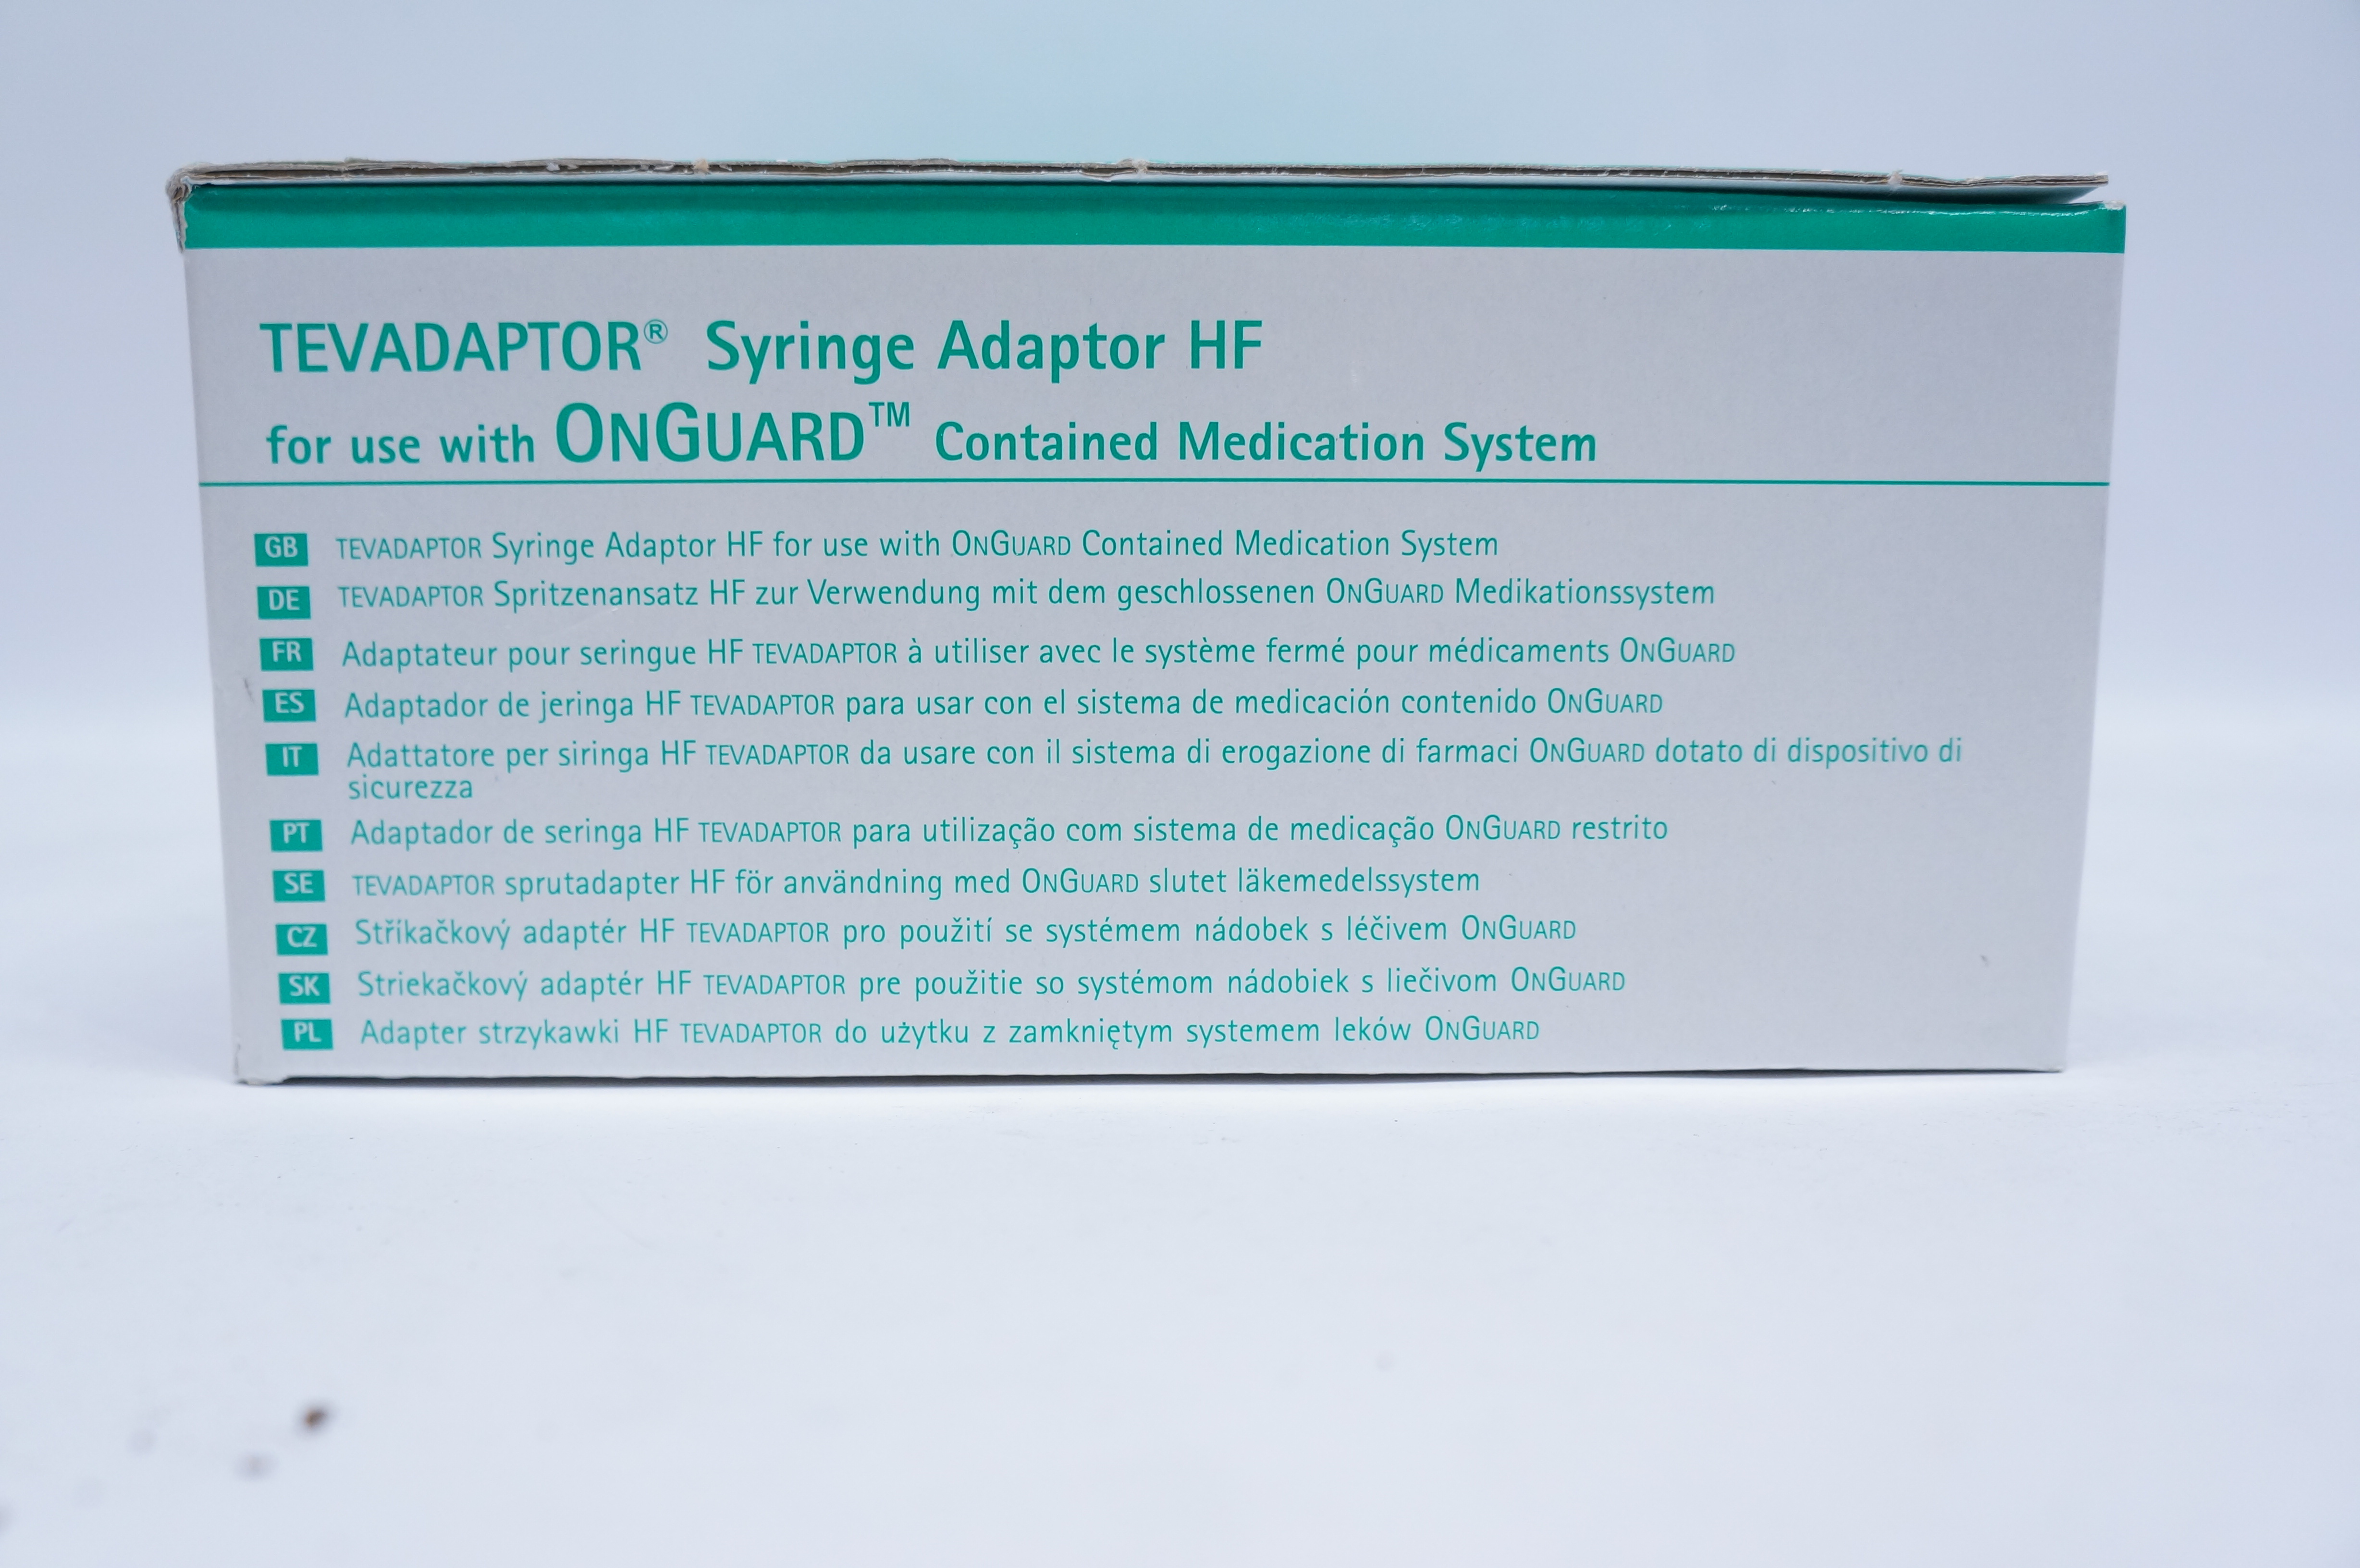 TEVADAPTOR® Syringe Adaptor HF
for use with ONGUARD™ Contained Medication System
GB TEVADAPTOR Syringe Adaptor HF for use with ONGUARD Contained Medication System
DE TEVADAPTOR Spritzenansatz HF zur Verwendung mit dem geschlossenen ONGUARD Medikationssystem
FR Adaptateur pour seringue HF TEVADAPTOR à utiliser avec le système fermé pour médicaments ONGUARD
ES Adaptador de jeringa HF TEVADAPTOR para usar con el sistema de medicación contenido ONGUARD
IT Adattatore per siringa HF TEVADAPTOR da usare con il sistema di erogazione di farmaci ONGUARD dotato di dispositivo di
sicurezza
PT Adaptador de seringa HF TEVADAPTOR para utilização com sistema de medicação ONGUARD restrito
SE TEVADAPTOR sprutadapter HF för användning med ONGUARD slutet läkemedelssystem
CZ Stříkačkový adaptér HF TEVADAPTOR pro použití se systémem nádobek s léčivem ONGUARD
SK Striekačkový adaptér HF TEVADAPTOR pre použitie so systémom nádobiek s liečivom ONGUARD
PL Adapter strzykawki HF TEVADAPTOR do użytku z zamkniętym systemem leków ONGUARD